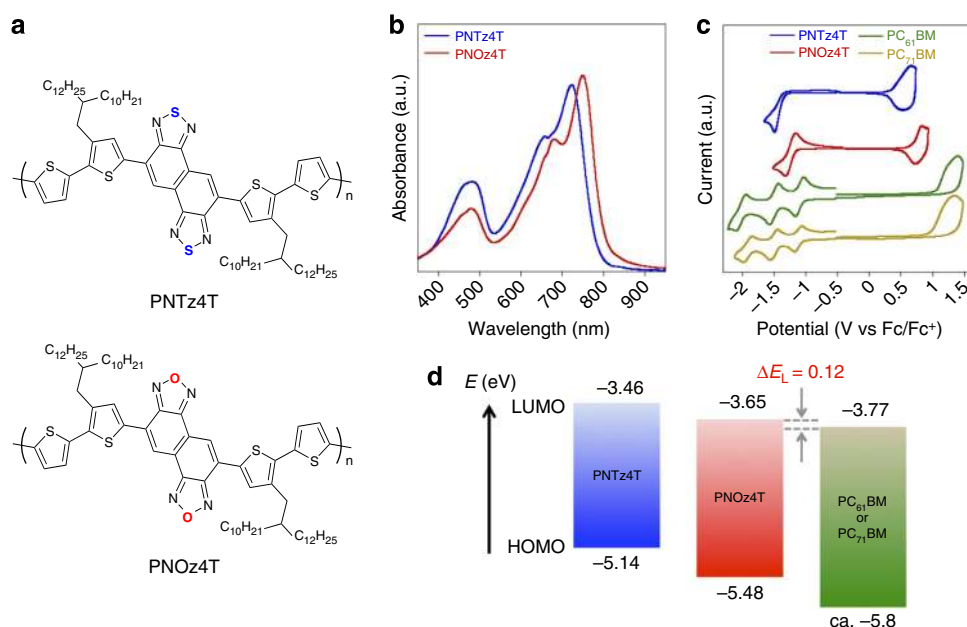 a
C₁₂H₂₅
C₁₀H₂₁
N S N
S S
( )n
S S
N S N
C₁₀H₂₁ C₁₂H₂₅
PNTz4T
C₁₂H₂₅
C₁₀H₂₁
N O N
S S
( )n
S S
N O N
C₁₀H₂₁ C₁₂H₂₅
PNOz4T
b
PNTz4T
PNOz4T
Absorbance (a.u.)
400 500 600 700 800 900
Wavelength (nm)
c
PNTz4T PC₆₁BM
PNOz4T PC₇₁BM
Current (a.u.)
−2 −1.5 −1 −0.5 0 0.5 1 1.5
Potential (V vs Fc/Fc⁺)
d
E (eV)
LUMO
HOMO
−3.46
PNTz4T
−5.14
−3.65
PNOz4T
−5.48
ΔE_L = 0.12
−3.77
PC₆₁BM
or
PC₇₁BM
ca. −5.8